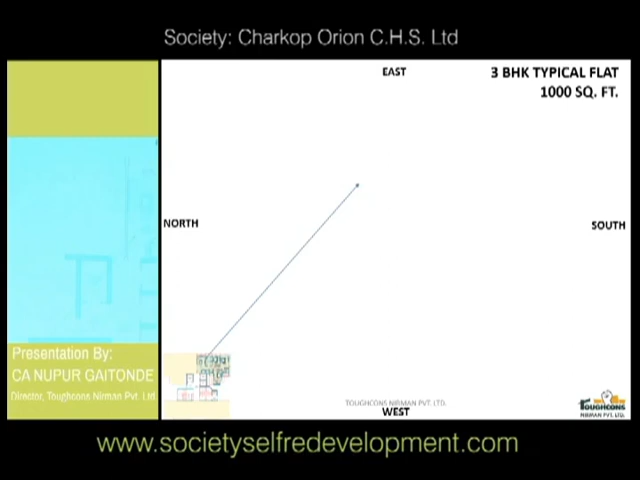 Society: Charkop Orion C.H.S. Ltd
EAST
3 BHK TYPICAL FLAT
1000 SQ. FT.
NORTH
SOUTH
Presentation By:
CA NUPUR GAITONDE
Director, Toughcons Nirman Pvt. Ltd
TOUGHCONS NIRMAN PVT. LTD.
WEST
TOUGHCONS
NIRMAN PVT. LTD.
www.societyselfredevelopment.com